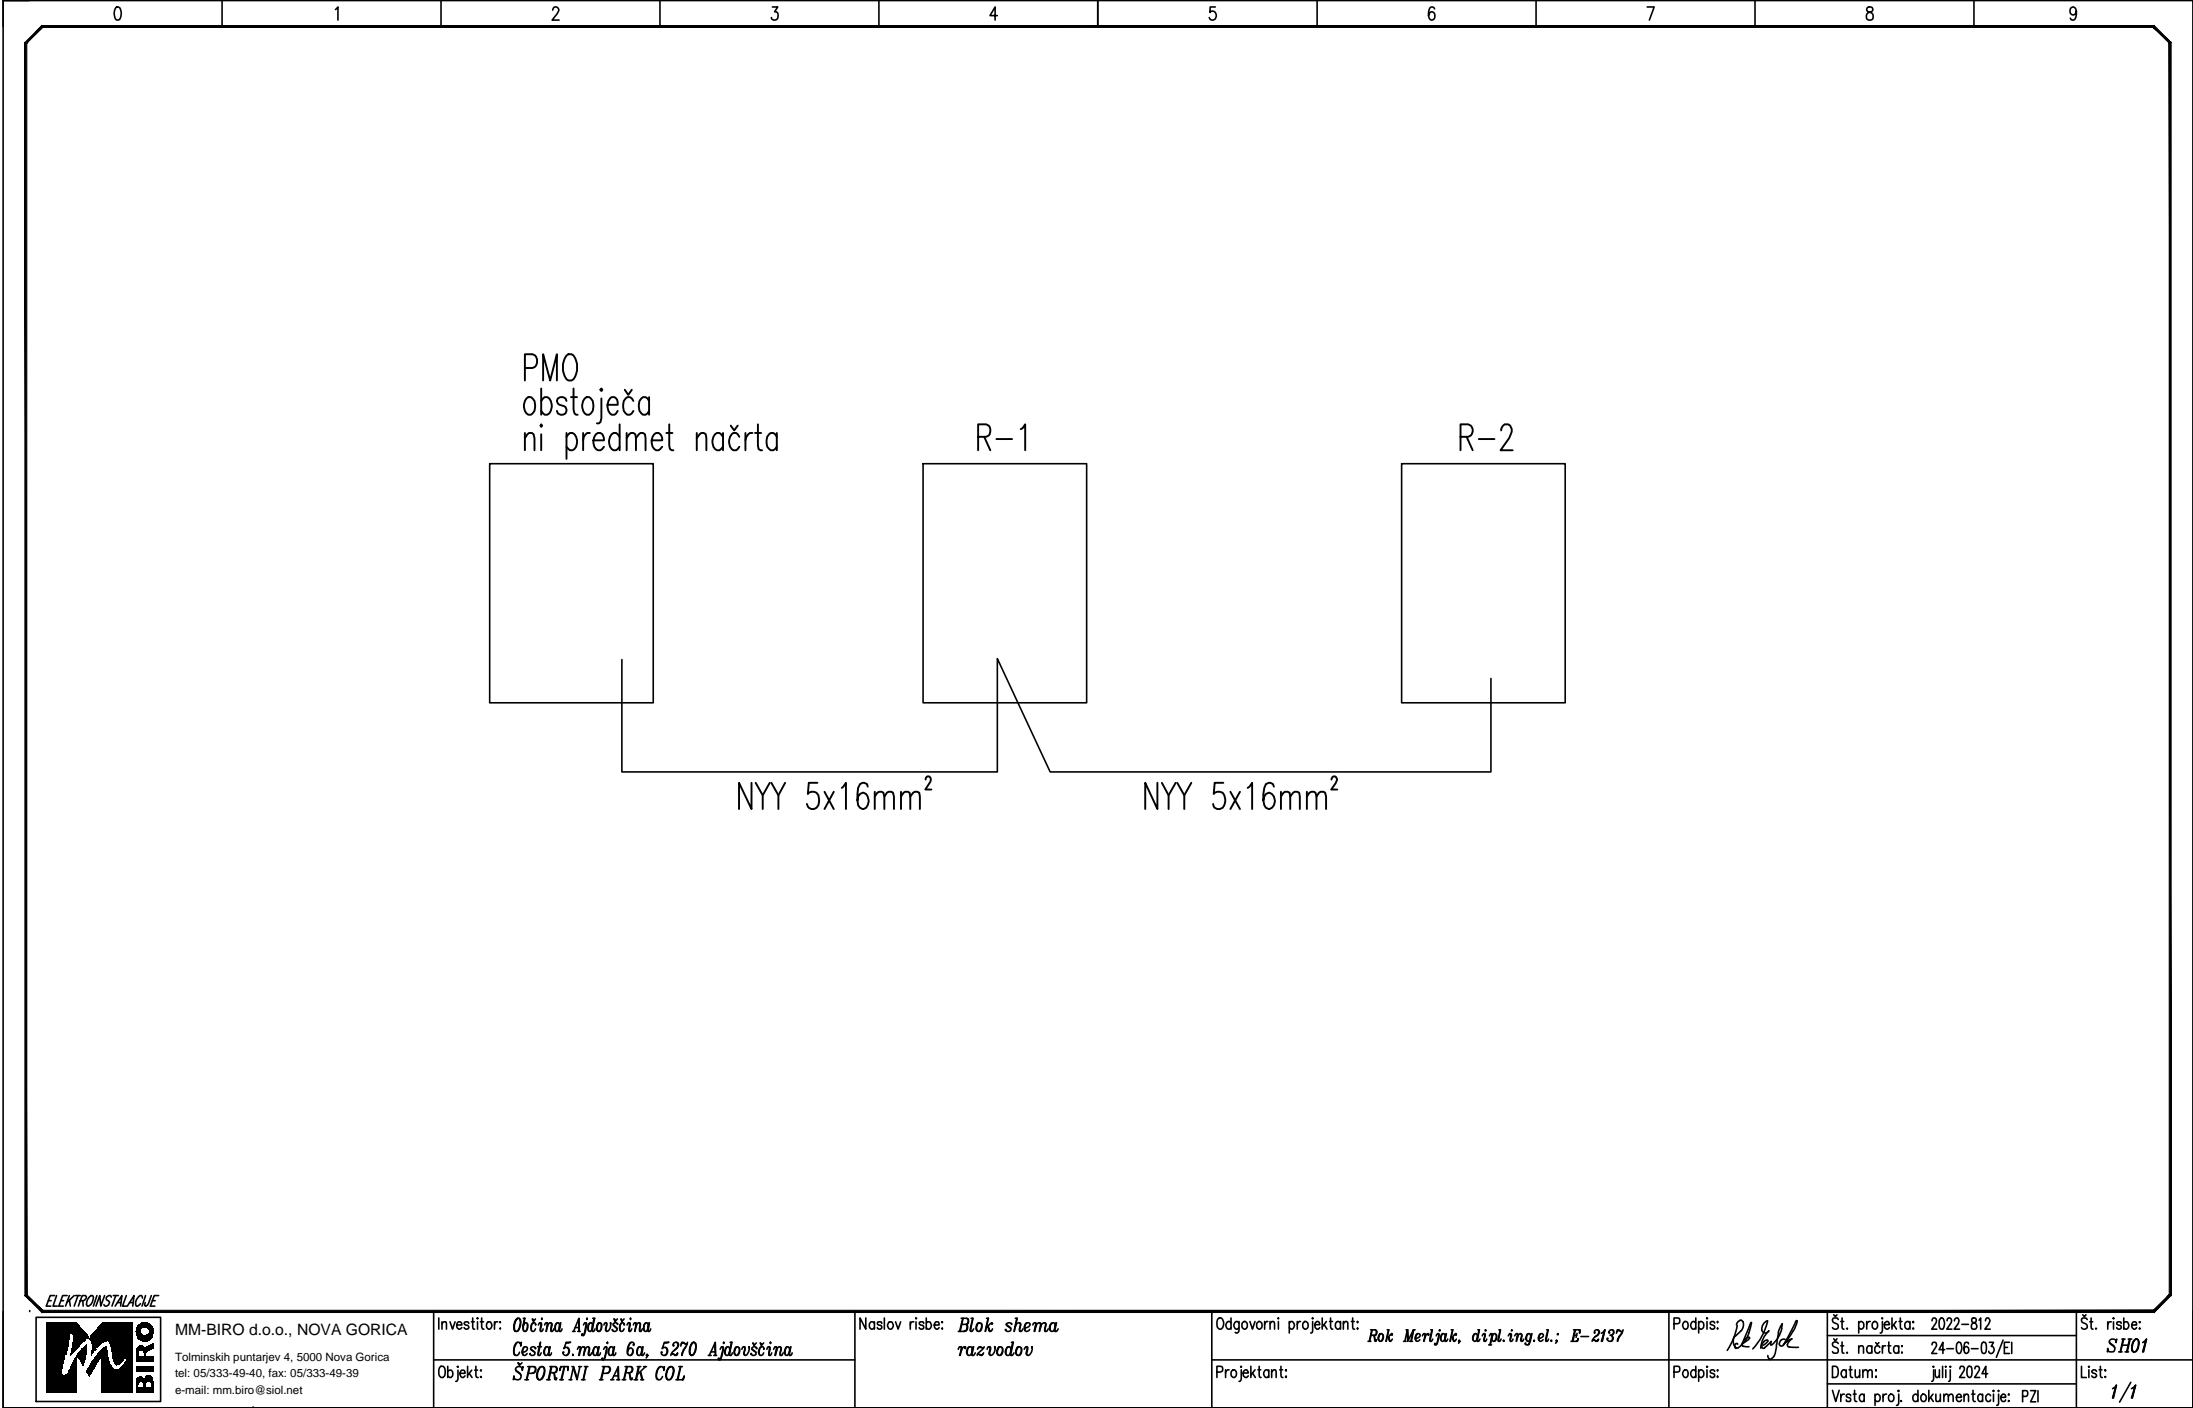 0 1 2 3 4 5 6 7 8 9
PMO
obstoječa
ni predmet načrta
R-1
R-2
NYY 5x16mm²
NYY 5x16mm²
ELEKTROINSTALACIJE
M BIRO
MM-BIRO d.o.o., NOVA GORICA
Tolminskih puntarjev 4, 5000 Nova Gorica
tel: 05/333-49-40, fax: 05/333-49-39
e-mail: mm.biro@siol.net
Investitor: Občina Ajdovščina
Cesta 5.maja 6a, 5270 Ajdovščina
Objekt: ŠPORTNI PARK COL
Naslov risbe: Blok shema
razvodov
Odgovorni projektant: Rok Merljak, dipl.ing.el.; E-2137
Projektant:
Podpis:
Podpis:
Št. projekta: 2022-812
Št. načrta: 24-06-03/EI
Datum: julij 2024
Vrsta proj. dokumentacije: PZI
Št. risbe:
SH01
List:
1/1